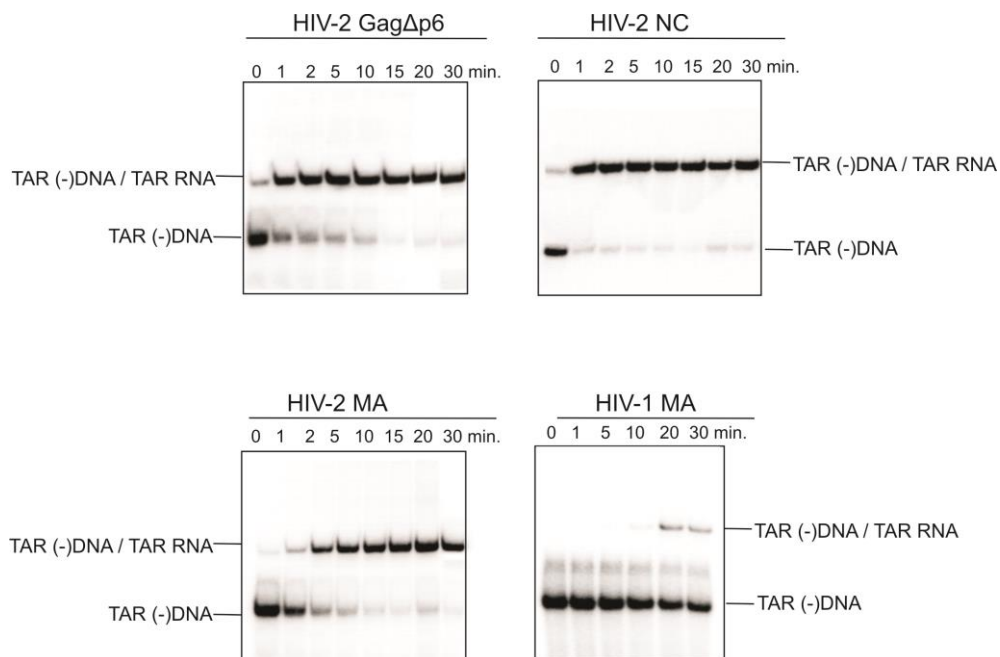 HIV-2 GagΔp6
0 1 2 5 10 15 20 30 min.
TAR (-)DNA / TAR RNA
TAR (-)DNA
HIV-2 NC
0 1 2 5 10 15 20 30 min.
TAR (-)DNA / TAR RNA
TAR (-)DNA
HIV-2 MA
0 1 2 5 10 15 20 30 min.
TAR (-)DNA / TAR RNA
TAR (-)DNA
HIV-1 MA
0 1 5 10 20 30 min.
TAR (-)DNA / TAR RNA
TAR (-)DNA